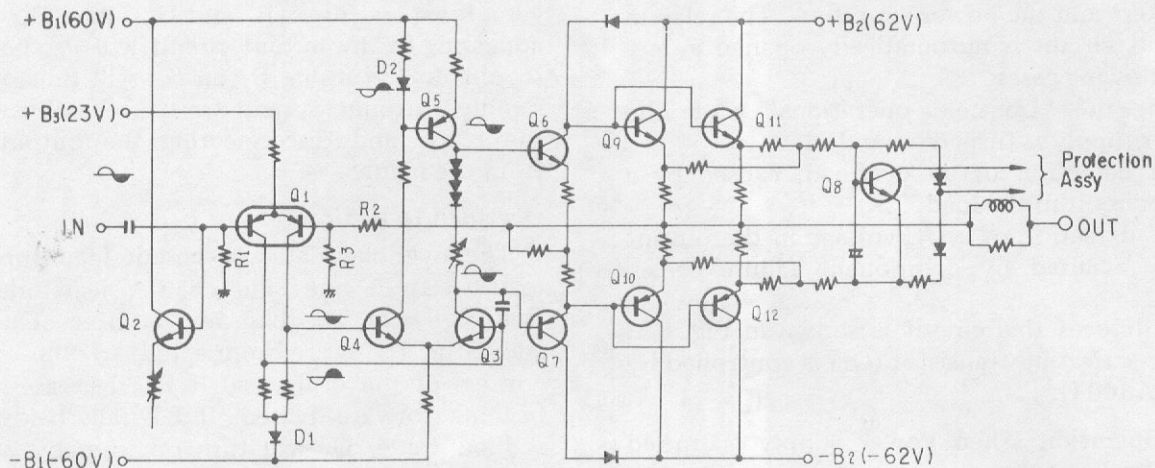 +B₁(60V)
+B₂(62V)
D2
Q5
+B₃(23V)
Q6
Q11
Q9
Q8
Protection
Assy
Q1
IN
R2
OUT
R1
R3
Q10
Q2
Q12
Q4
Q3
Q7
D1
-B₁(-60V)
-B₂(-62V)